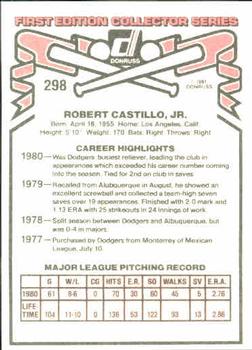 FIRST EDITION COLLECTOR SERIES
DONRUSS
298
© 1981
DONRUSS
ROBERT CASTILLO, JR.
Born: April 18, 1955 Home: Los Angeles, Calif.
Height: 5'10" Weight: 170 Bats: Right Throws: Right
CAREER HIGHLIGHTS
1980—Was Dodgers' busiest reliever, leading the club in
appearances which exceeded his career number coming
into the season. Tied for 2nd on club in saves.
1979—Recalled from Alubuquerque in August, he showed an
excellent screwball and collected a team-high seven
saves over 19 appearances. Finished with 2-0 mark and
1.13 ERA with 25 strikeouts in 24 innings of work.
1978—Split season between Dodgers and Albuquerque, but
was 0-4 in majors.
1977—Purchased by Dodgers from Monterrey of Mexican
League, July 10.
MAJOR LEAGUE PITCHING RECORD
G W/L CG HITS E.R. SO WALKS SV E.R.A.
1980 61 8-6 0 70 30 60 45 5 2.76
LIFE
TIME 104 11-10 0 136 53 122 93 13 2.86